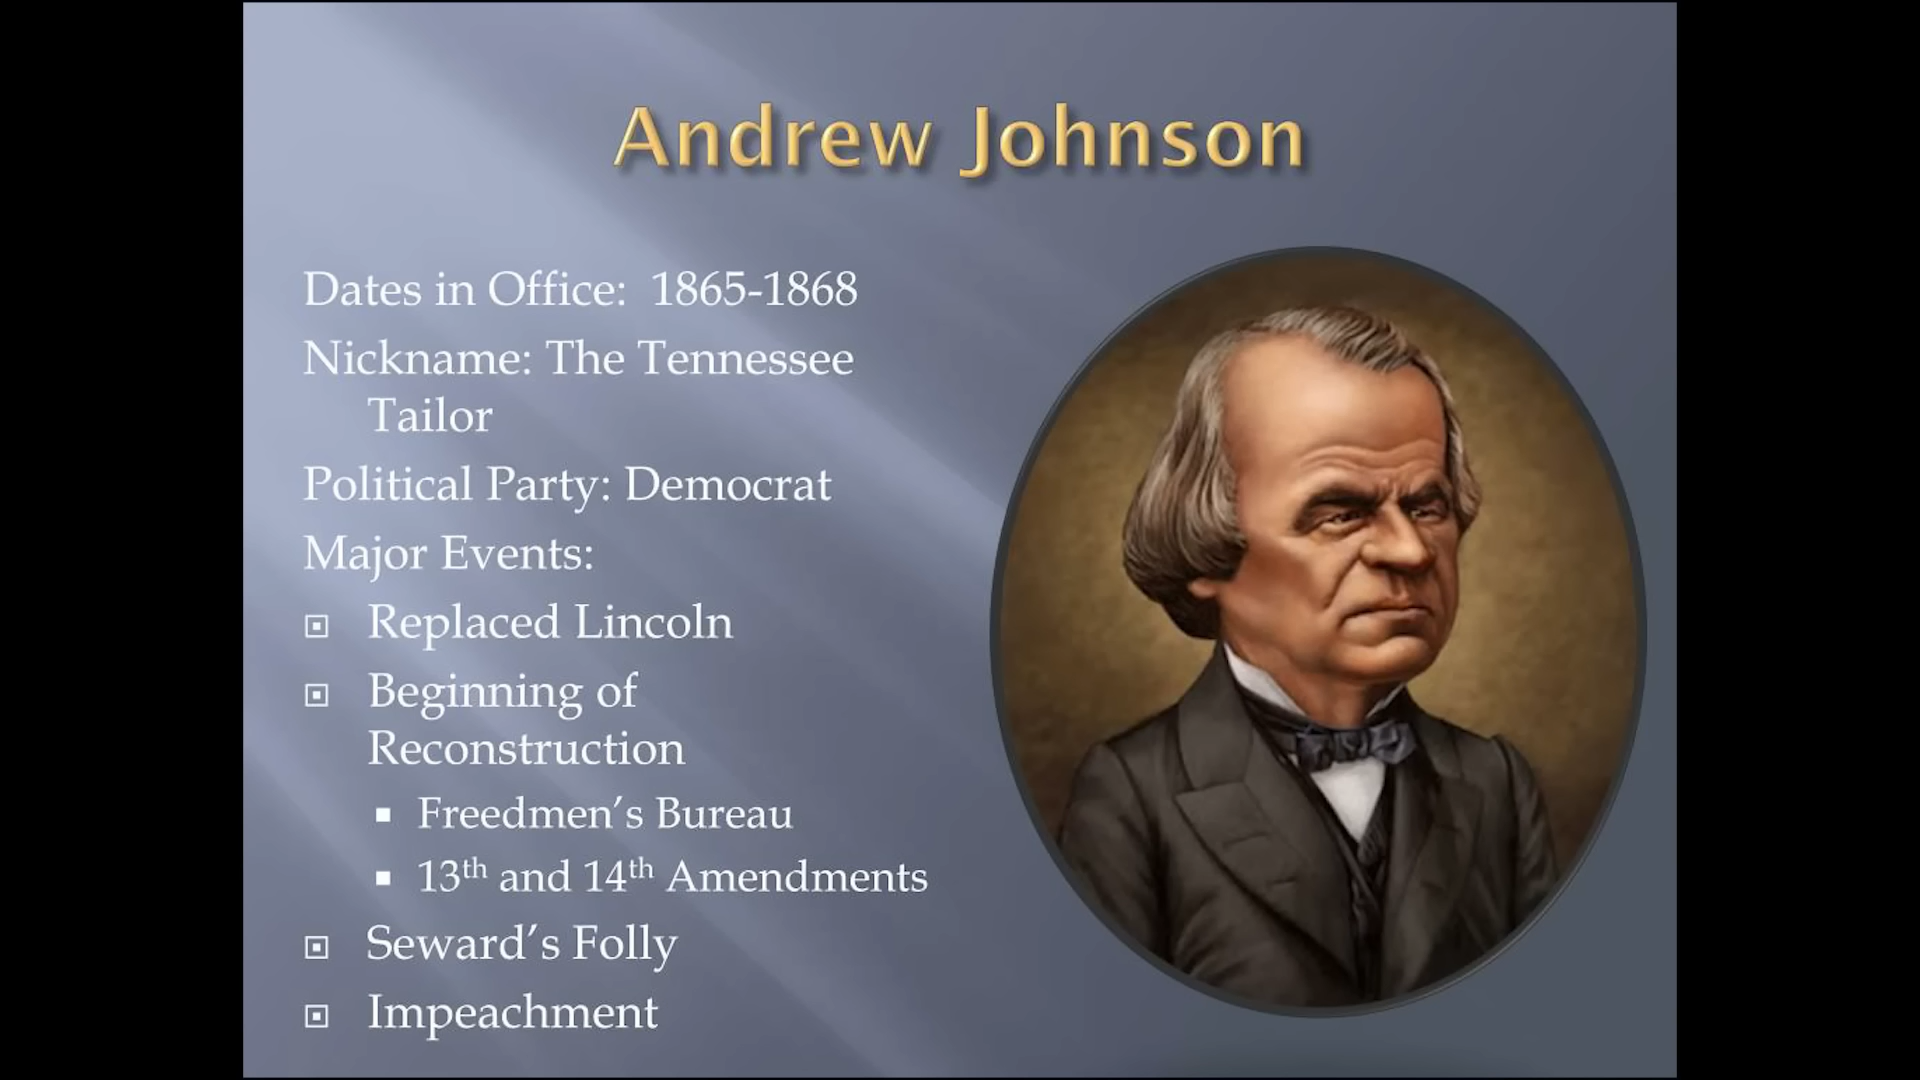 Andrew Johnson
Dates in Office: 1865-1868
Nickname: The Tennessee
Tailor
Political Party: Democrat
Major Events:
Replaced Lincoln
Beginning of
Reconstruction
Freedmen’s Bureau
13th and 14th Amendments
Seward’s Folly
Impeachment